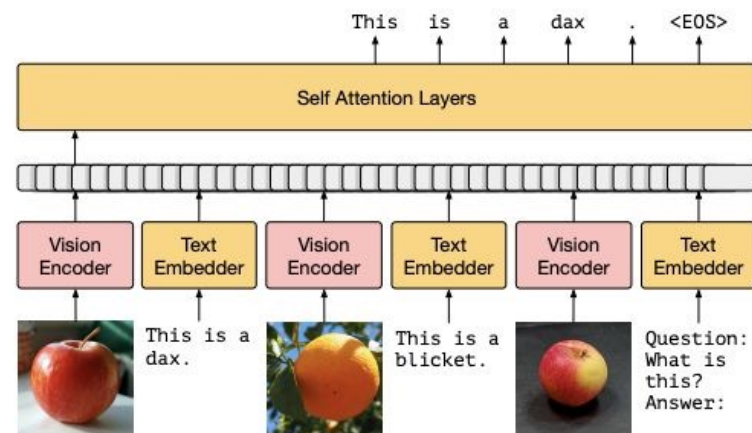 This is a dax . <EOS>
Self Attention Layers
Vision
Encoder
Text
Embedder
Vision
Encoder
Text
Embedder
Vision
Encoder
Text
Embedder
This is a
dax.
This is a
blicket.
Question:
What is
this?
Answer: